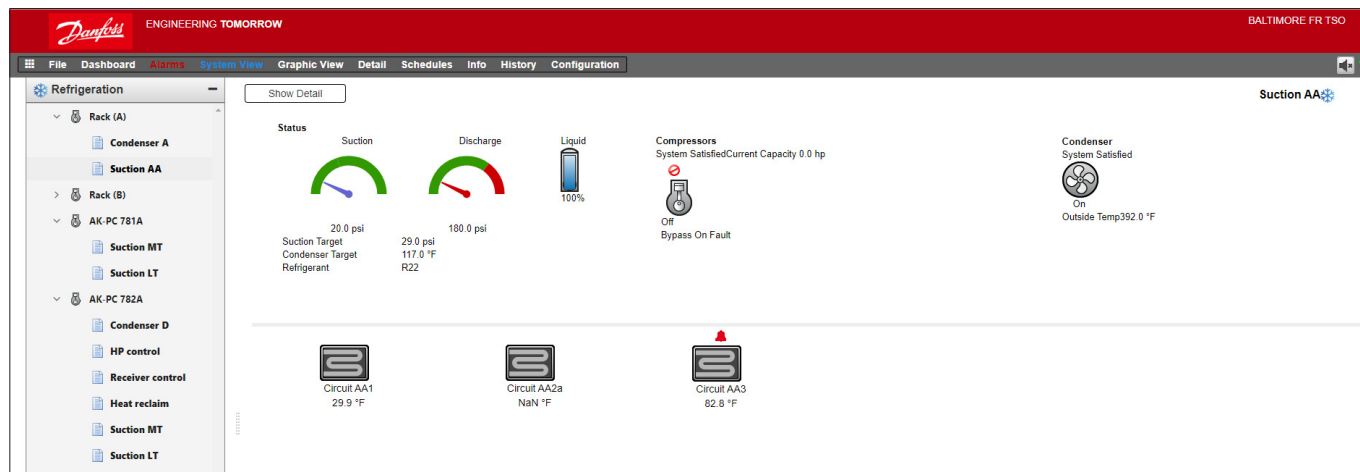 Danfoss
ENGINEERING TOMORROW
BALTIMORE FR TSO
File Dashboard Alarms System View Graphic View Detail Schedules Info History Configuration
Refrigeration
Rack (A)
Condenser A
Suction AA
Rack (B)
AK-PC 781A
Suction MT
Suction LT
AK-PC 782A
Condenser D
HP control
Receiver control
Heat reclaim
Suction MT
Suction LT
Show Detail
Suction AA
Status
Suction
Discharge
Liquid
100%
20.0 psi
180.0 psi
Suction Target 29.0 psi
Condenser Target 117.0 °F
Refrigerant R22
Compressors
System SatisfiedCurrent Capacity 0.0 hp
Off
Bypass On Fault
Condenser
System Satisfied
On
Outside Temp392.0 °F
Circuit AA1
29.9 °F
Circuit AA2a
NaN °F
Circuit AA3
82.8 °F